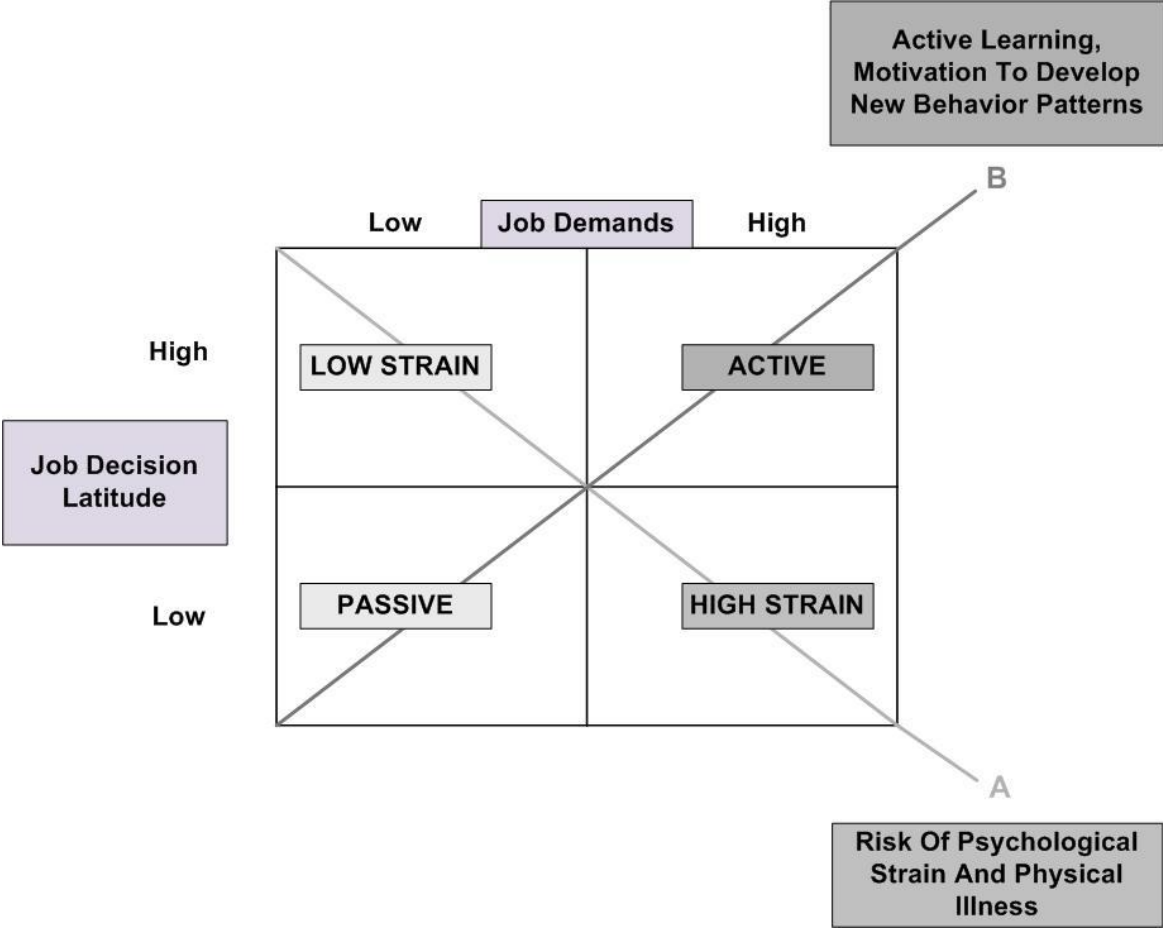 Active Learning,
Motivation To Develop
New Behavior Patterns
B
Low
Job Demands
High
High
LOW STRAIN
ACTIVE
Job Decision
Latitude
Low
PASSIVE
HIGH STRAIN
A
Risk Of Psychological
Strain And Physical
Illness